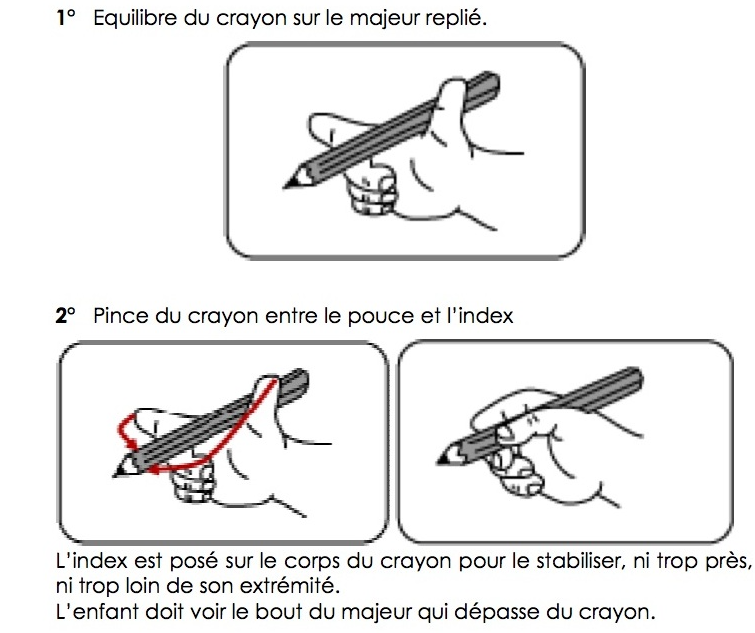 1° Equilibre du crayon sur le majeur replié.
2° Pince du crayon entre le pouce et l'index
L'index est posé sur le corps du crayon pour le stabiliser, ni trop près,
ni trop loin de son extrémité.
L'enfant doit voir le bout du majeur qui dépasse du crayon.